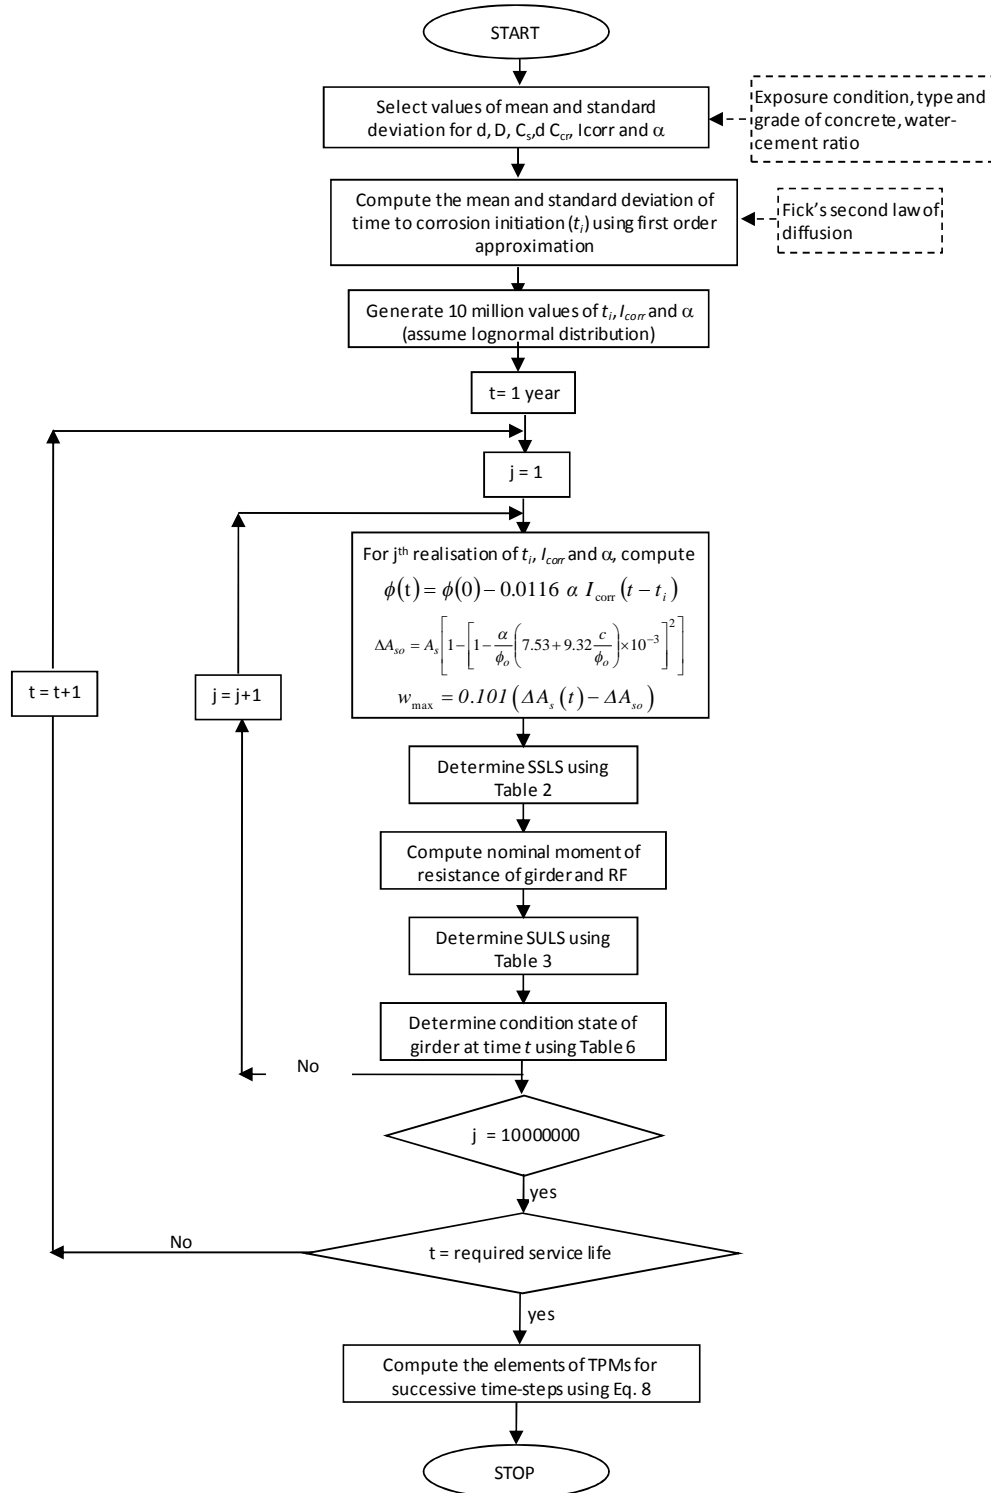 START
Select values of mean and standard
deviation for d, D, Cₛ,d C_cr, Icorr and α
Exposure condition, type and
grade of concrete, water-
cement ratio
Compute the mean and standard deviation of
time to corrosion initiation (t_i) using first order
approximation
Fick’s second law of
diffusion
Generate 10 million values of t_i, I_corr and α
(assume lognormal distribution)
t= 1 year
j = 1
For jᵗʰ realisation of t_i, I_corr and α, compute
ϕ(t) = ϕ(0) − 0.0116 α I_corr (t − t_i)
ΔA_so = A_s[1−[1−α/ϕ_o(7.53+9.32 c/ϕ_o)×10⁻³]²]
w_max = 0.101(ΔA_s(t) − ΔA_so)
t = t+1
j = j+1
Determine SSLS using
Table 2
Compute nominal moment of
resistance of girder and RF
Determine SULS using
Table 3
Determine condition state of
girder at time t using Table 6
No
j = 10000000
yes
No
t = required service life
yes
Compute the elements of TPMs for
successive time-steps using Eq. 8
STOP